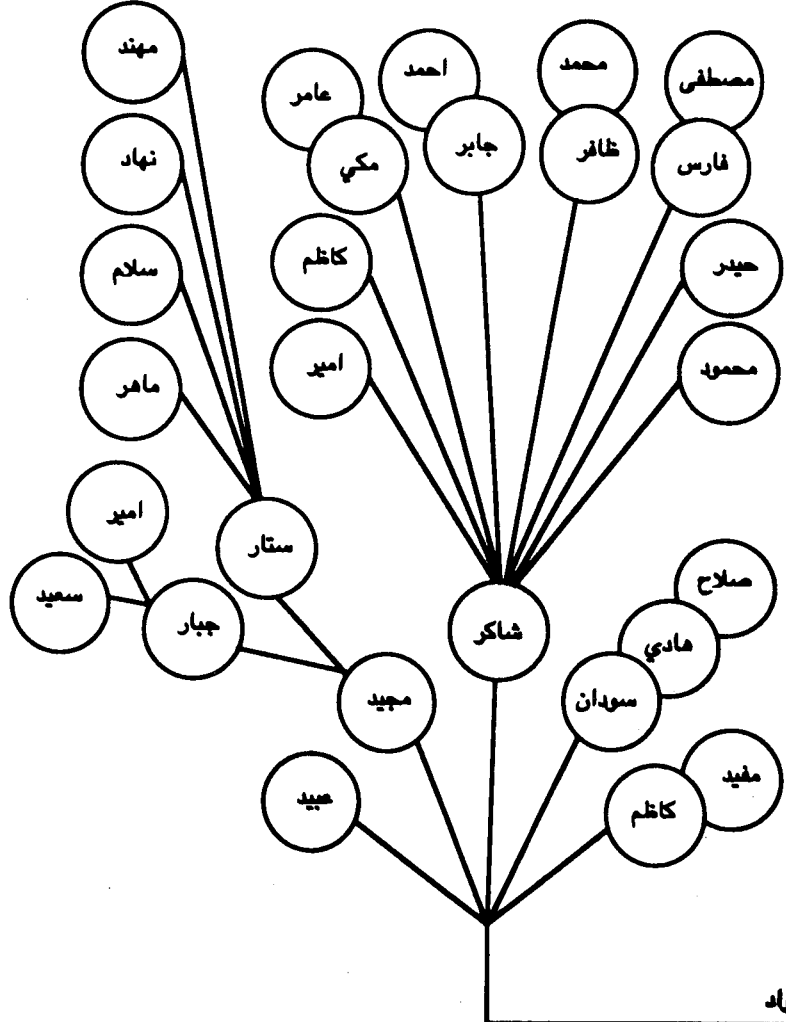 مهند
نهاد
سلام
ماهر
امير
سعيد
جبار
ستار
مجيد
عبيد
عامر
مكي
كاظم
امير
احمد
جابر
محمد
ظافر
مصطفى
فارس
حيدر
محمود
شاكر
صلاح
هادي
سودان
مفيد
كاظم